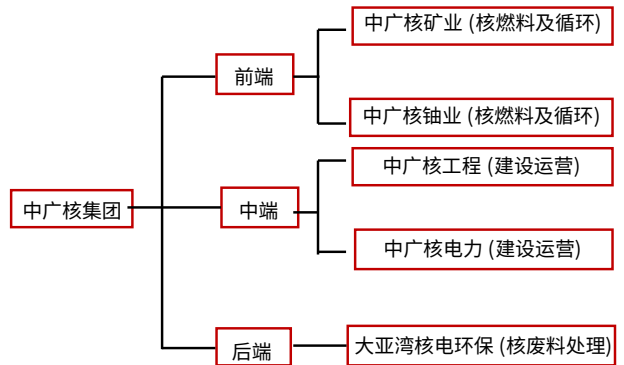 中广核集团
前端
中广核矿业 (核燃料及循环)
中广核铀业 (核燃料及循环)
中端
中广核工程 (建设运营)
中广核电力 (建设运营)
后端
大亚湾核电环保 (核废料处理)